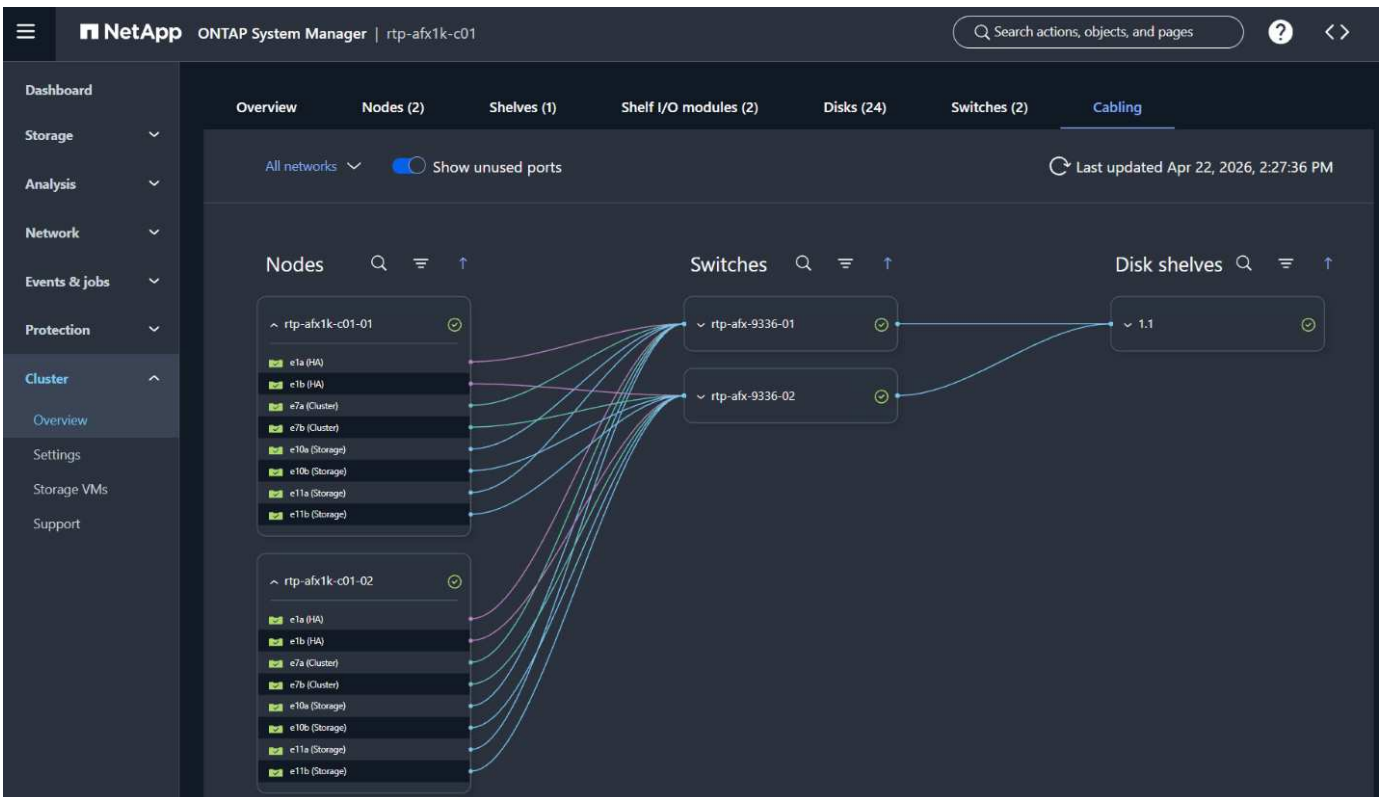 NetApp ONTAP System Manager | rtp-afx1k-c01
Search actions, objects, and pages
Dashboard
Storage
Analysis
Network
Events & jobs
Protection
Cluster
Overview
Settings
Storage VMs
Support
Overview Nodes (2) Shelves (1) Shelf I/O modules (2) Disks (24) Switches (2) Cabling
All networks Show unused ports Last updated Apr 22, 2026, 2:27:36 PM
Nodes
rtp-afx1k-c01-01
e1a (HA)
e1b (HA)
e7a (Cluster)
e7b (Cluster)
e10a (Storage)
e10b (Storage)
e11a (Storage)
e11b (Storage)
rtp-afx1k-c01-02
e1a (HA)
e1b (HA)
e7a (Cluster)
e7b (Cluster)
e10a (Storage)
e10b (Storage)
e11a (Storage)
e11b (Storage)
Switches
rtp-afx-9336-01
rtp-afx-9336-02
Disk shelves
1.1